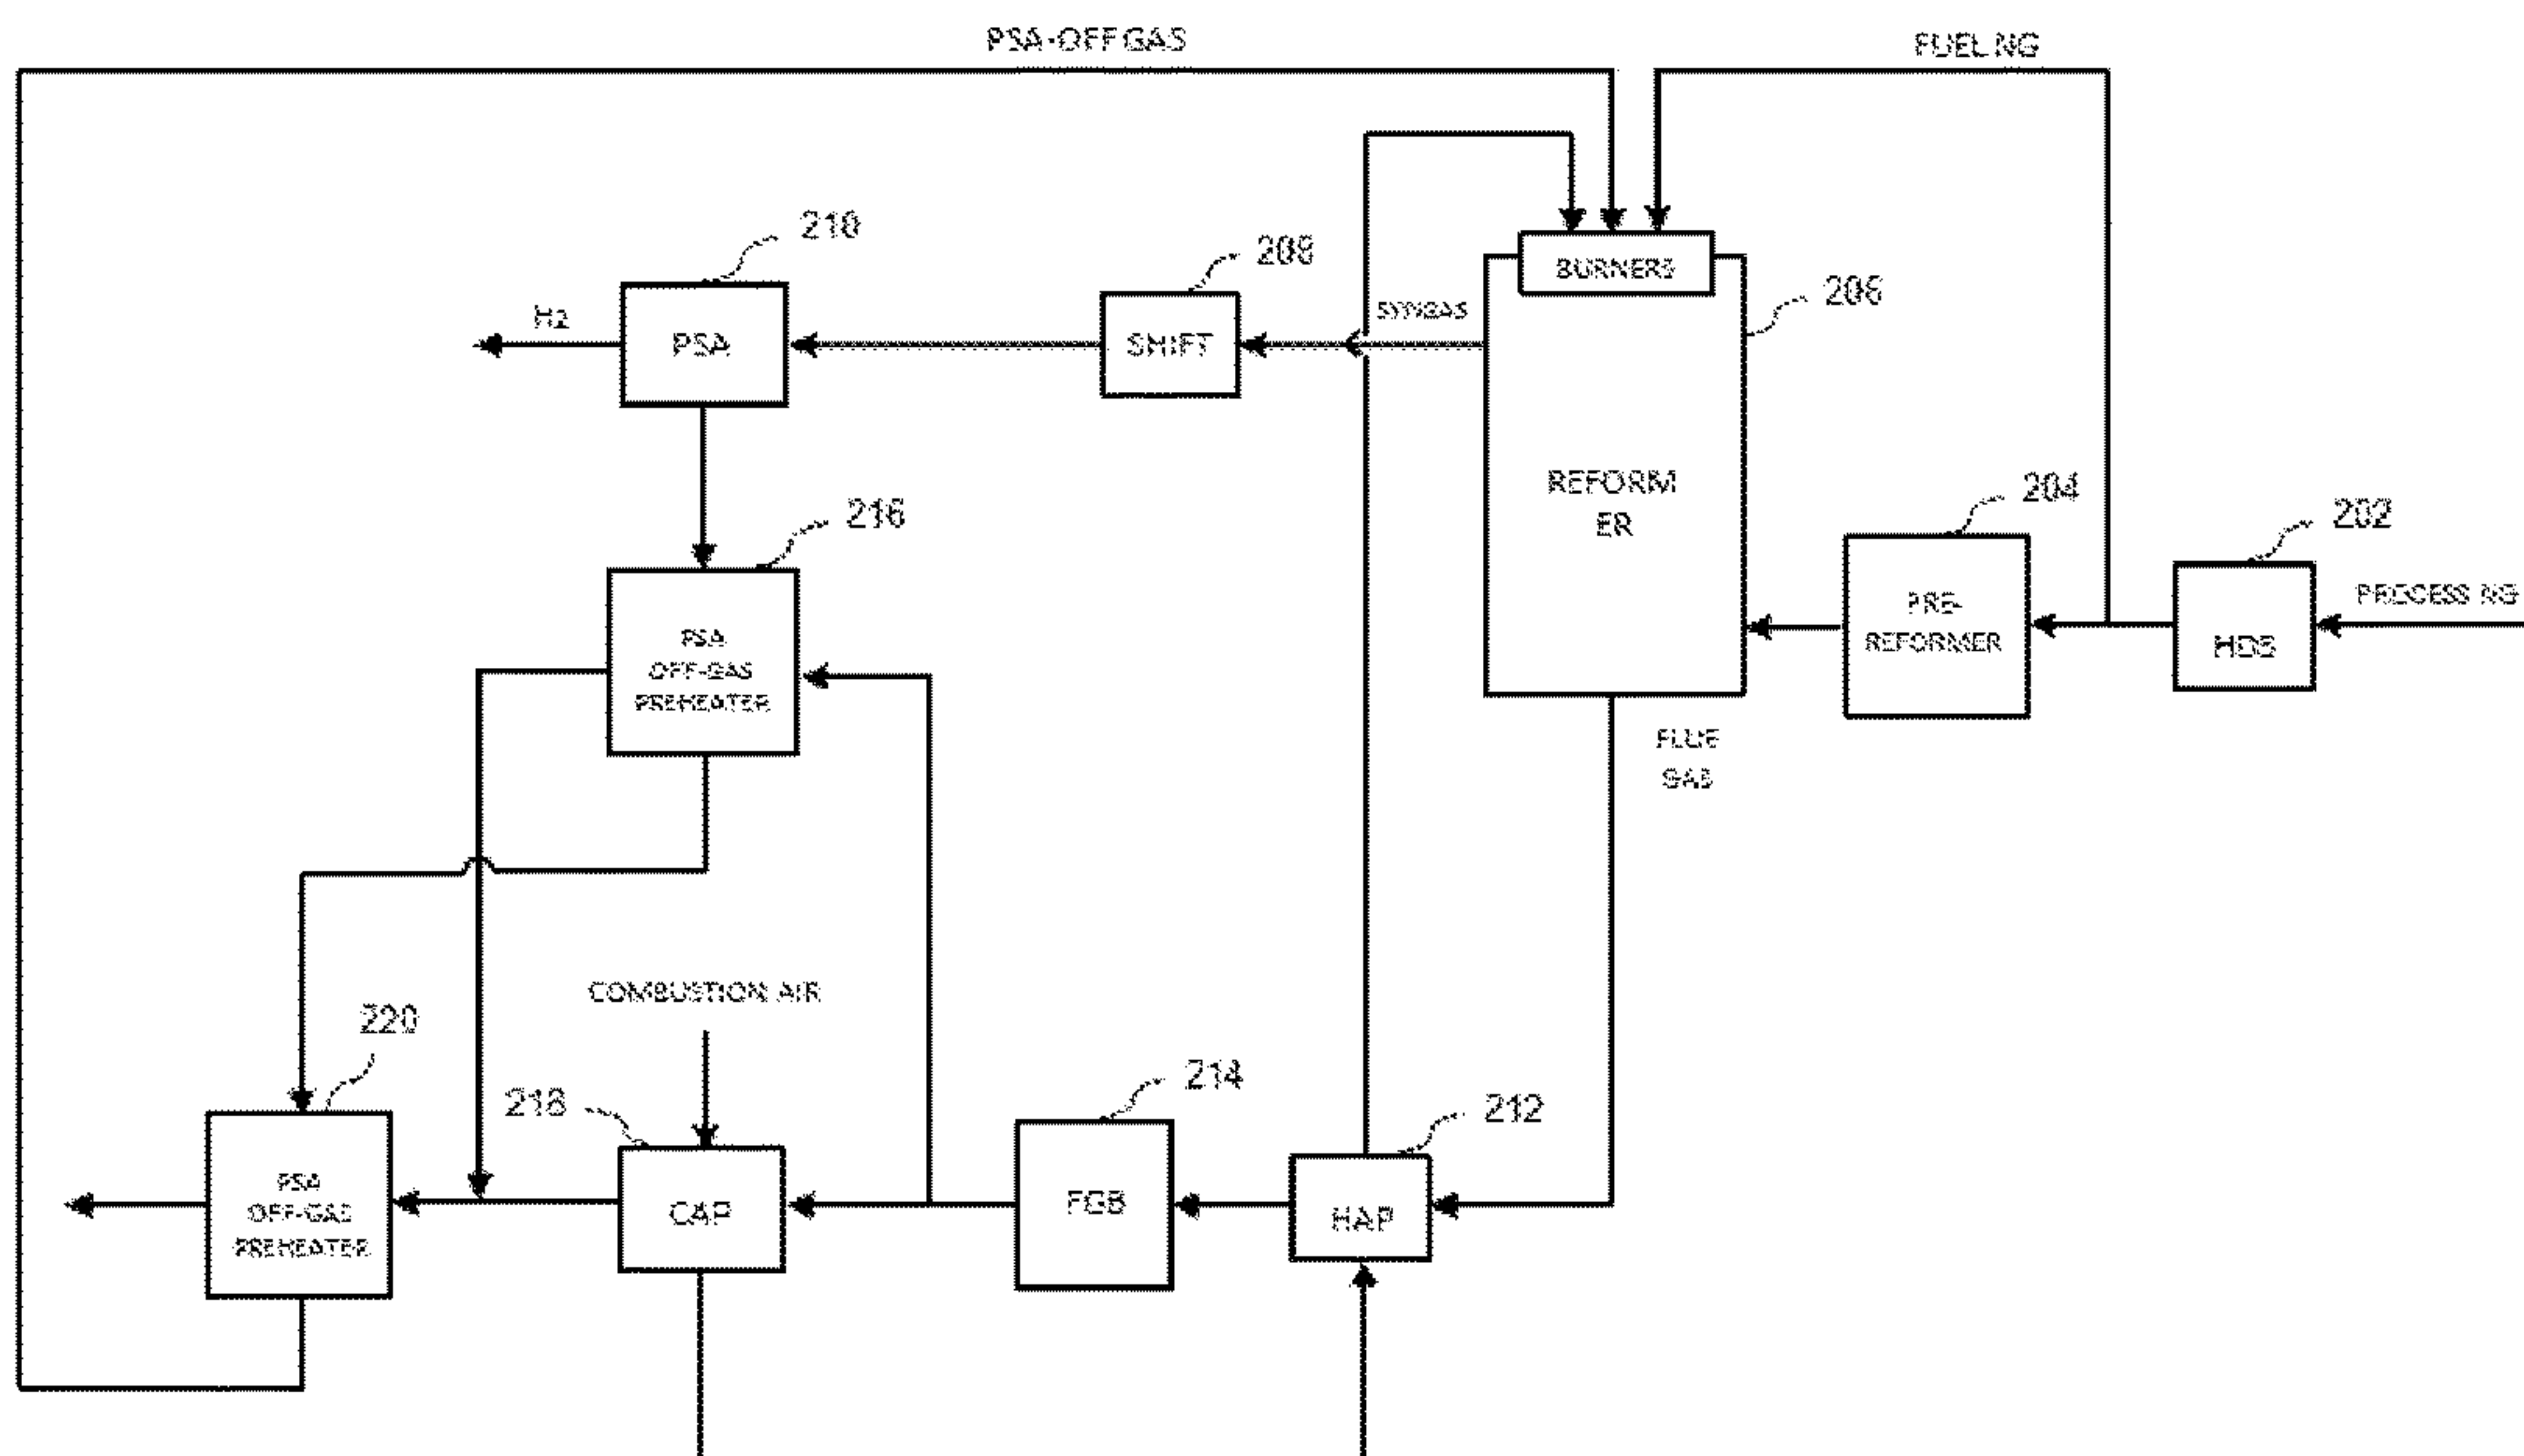 PSA-OFF GAS
FUEL NG
210
208
BURNERS
206
H2
PSA
SHIFT
SYNGAS
REFORM
ER
216
204
202
PRE-
REFORMER
PROCESS NG
HDS
PSA
OFF-GAS
PREHEATER
FLUE
GAS
COMBUSTION AIR
220
218
214
212
PSA
OFF-GAS
PREHEATER
CAP
FGB
HAP